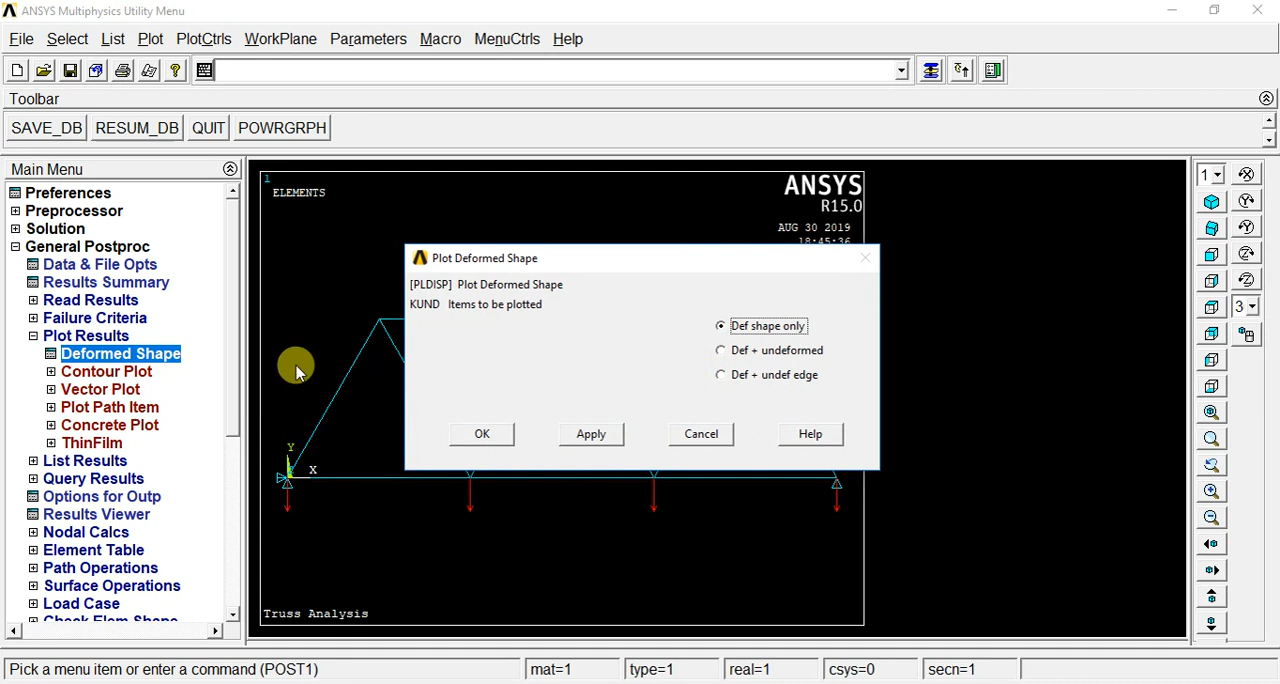 ANSYS Multiphysics Utility Menu
File Select List Plot PlotCtrls WorkPlane Parameters Macro MenuCtrls Help
Toolbar
SAVE_DB RESUM_DB QUIT POWRGRPH
Main Menu
Preferences
Preprocessor
Solution
General Postproc
Data & File Opts
Results Summary
Read Results
Failure Criteria
Plot Results
Deformed Shape
Contour Plot
Vector Plot
Plot Path Item
Concrete Plot
ThinFilm
List Results
Query Results
Options for Outp
Results Viewer
Nodal Calcs
Element Table
Path Operations
Surface Operations
Load Case
Check Elem Shape
1
ELEMENTS
ANSYS
R15.0
AUG 30 2019
18:45:36
Plot Deformed Shape
[PLDISP] Plot Deformed Shape
KUND Items to be plotted
Def shape only
Def + undeformed
Def + undef edge
OK Apply Cancel Help
Y
X
Truss Analysis
1
3
Pick a menu item or enter a command (POST1) mat=1 type=1 real=1 csys=0 secn=1